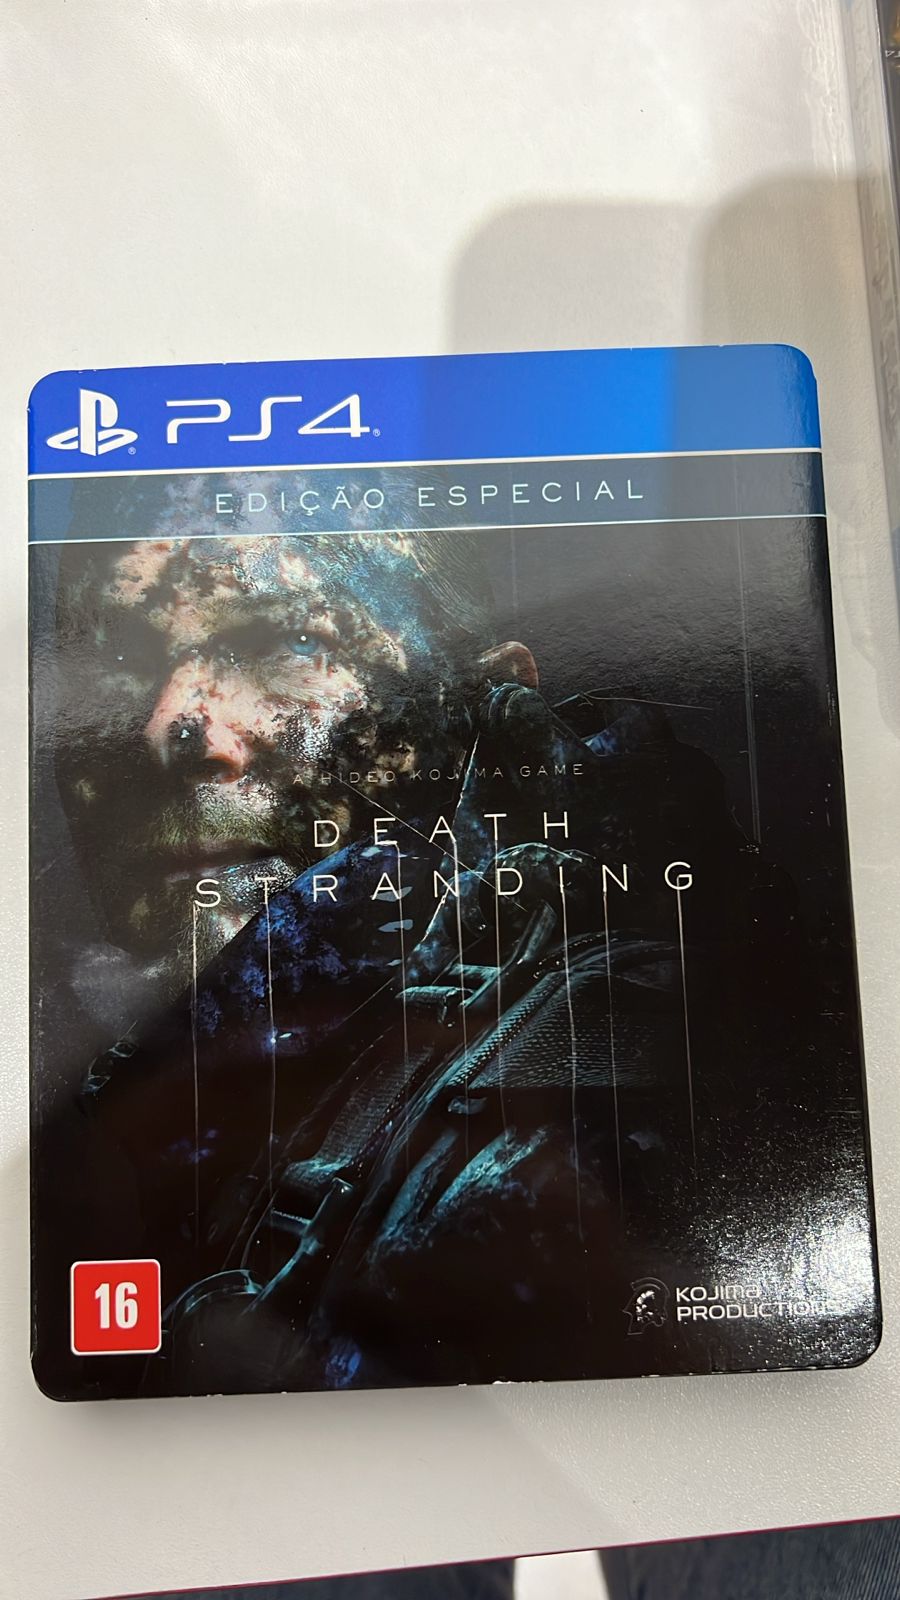 PS4
EDIÇÃO ESPECIAL
A HIDEO KOJIMA GAME
DEATH
STRANDING
16
KOJIMA
PRODUCTIONS